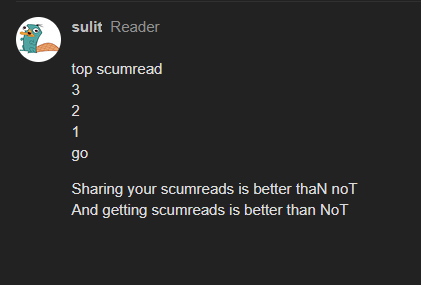 sulit Reader
top scumread
3
2
1
go
Sharing your scumreads is better thaN noT
And getting scumreads is better than NoT